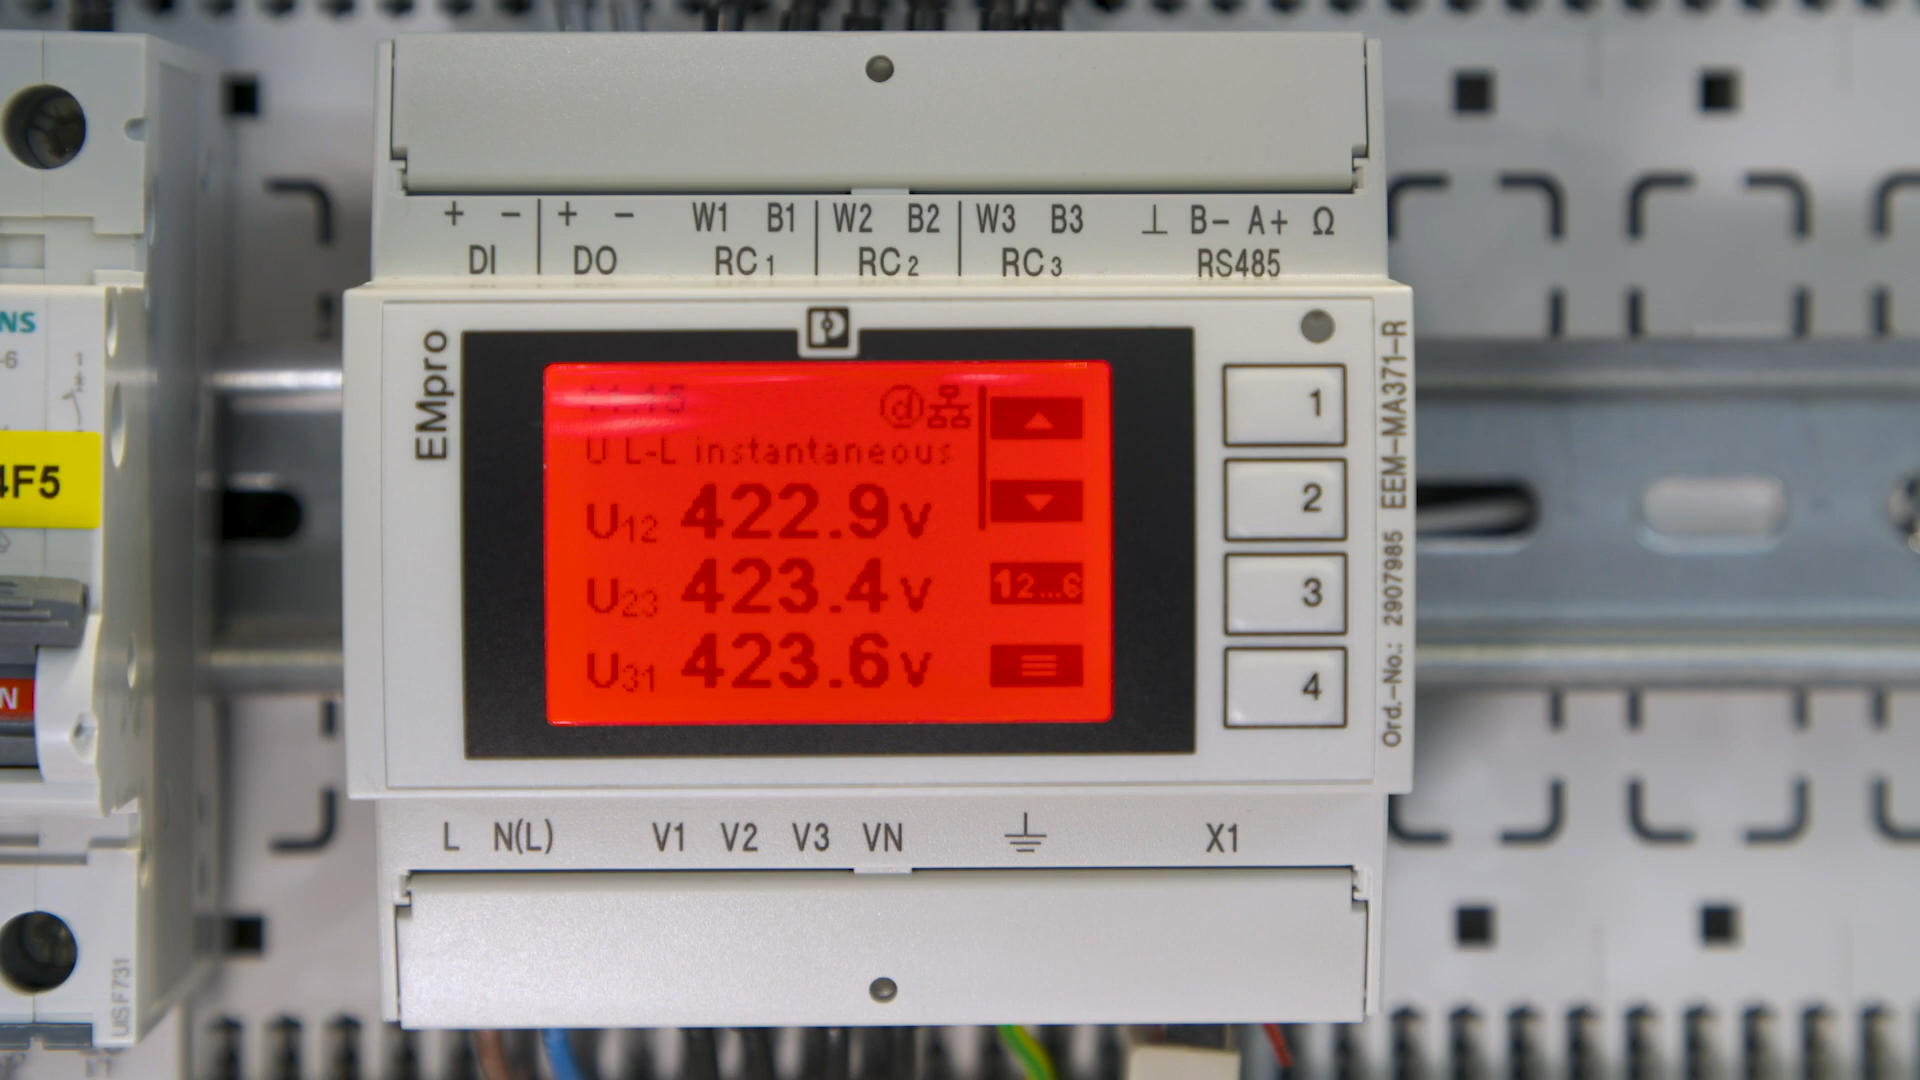 + − + − W1 B1 W2 B2 W3 B3 ⊥ B− A+ Ω
DI DO RC1 RC2 RC3 RS485
NS
-6
4F5
N
EMpro
U L-L instantaneous
U12 422.9 V
U23 423.4 V
U31 423.6 V
12...6
1
2
3
4
Ord.-No.: 2907985 EEM-MA371-R
L N(L) V1 V2 V3 VN X1